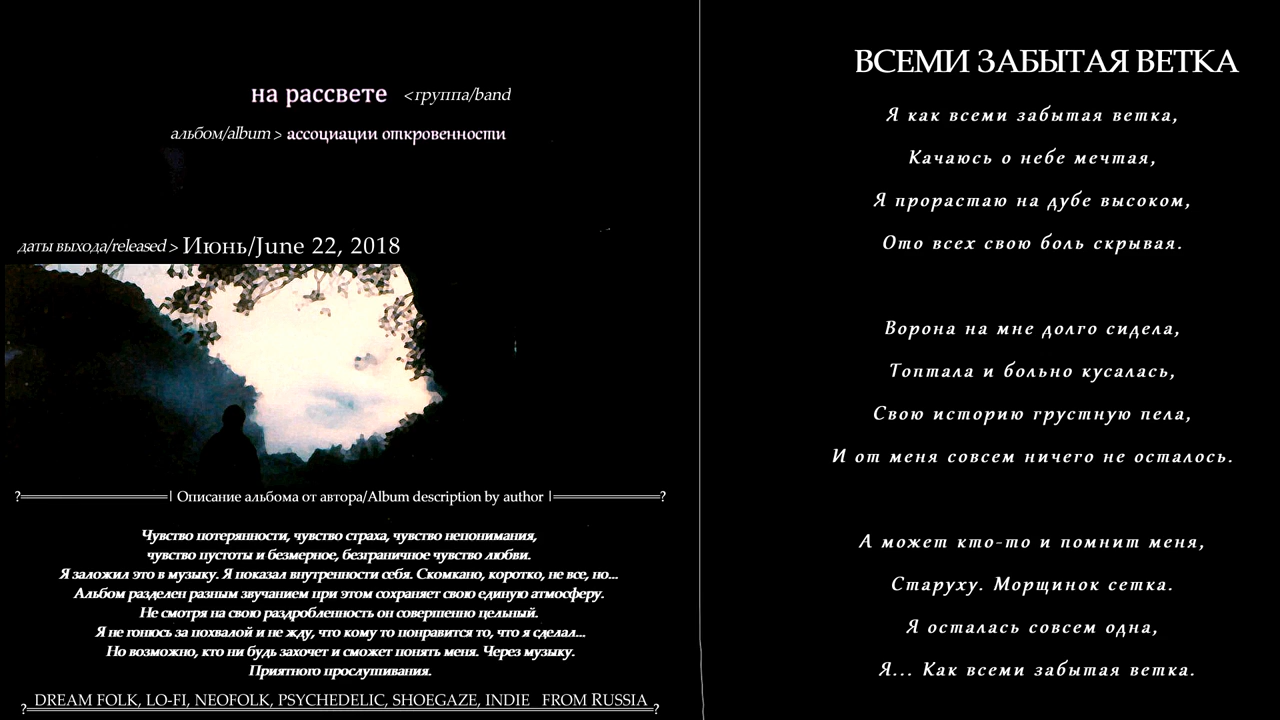 на рассвете <группа/band
альбом/album > ассоциации откровенности
даты выхода/released > Июнь/June 22, 2018
?═══════════| Описание альбома от автора/Album description by author |════════?
Чувство потерянности, чувство страха, чувство непонимания,
чувство пустоты и безмерное, безграничное чувство любви.
Я заложил это в музыку. Я показал внутренности себя. Скомкано, коротко, не все, но...
Альбом разделен разным звучанием при этом сохраняет свою единую атмосферу.
Не смотря на свою раздробленность он совершенно цельный.
Я не гонюсь за похвалой и не жду, что кому то понравится то, что я сделал...
Но возможно, кто ни будь захочет и сможет понять меня. Через музыку.
Приятного прослушивания.
?_DREAM FOLK, LO-FI, NEOFOLK, PSYCHEDELIC, SHOEGAZE, INDIE FROM RUSSIA_?
ВСЕМИ ЗАБЫТАЯ ВЕТКА
Я как всеми забытая ветка,
Качаюсь о небе мечтая,
Я прорастаю на дубе высоком,
Ото всех свою боль скрывая.
Ворона на мне долго сидела,
Топтала и больно кусалась,
Свою историю грустную пела,
И от меня совсем ничего не осталось.
А может кто-то и помнит меня,
Старуху. Морщинок сетка.
Я осталась совсем одна,
Я... Как всеми забытая ветка.